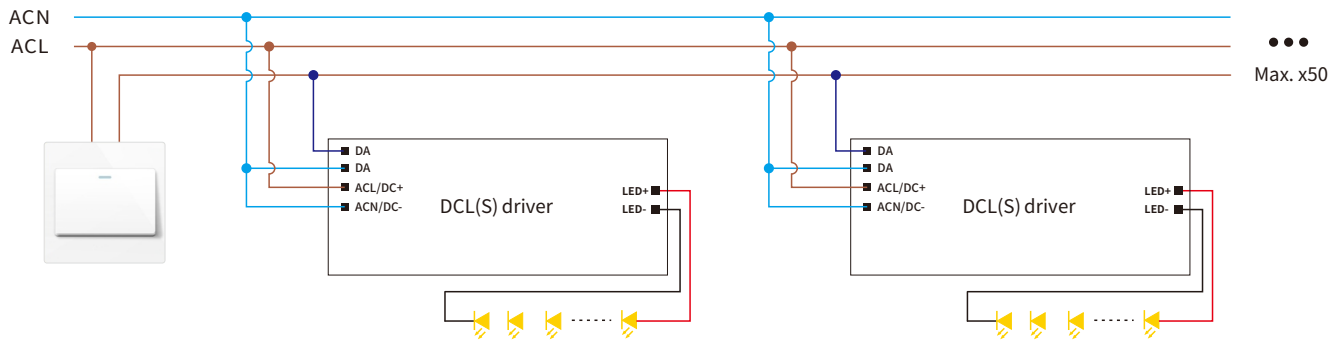 ACN
ACL
Max. x50
DA
DA
ACL/DC+
ACN/DC-
DCL(S) driver
LED+
LED-
DA
DA
ACL/DC+
ACN/DC-
DCL(S) driver
LED+
LED-